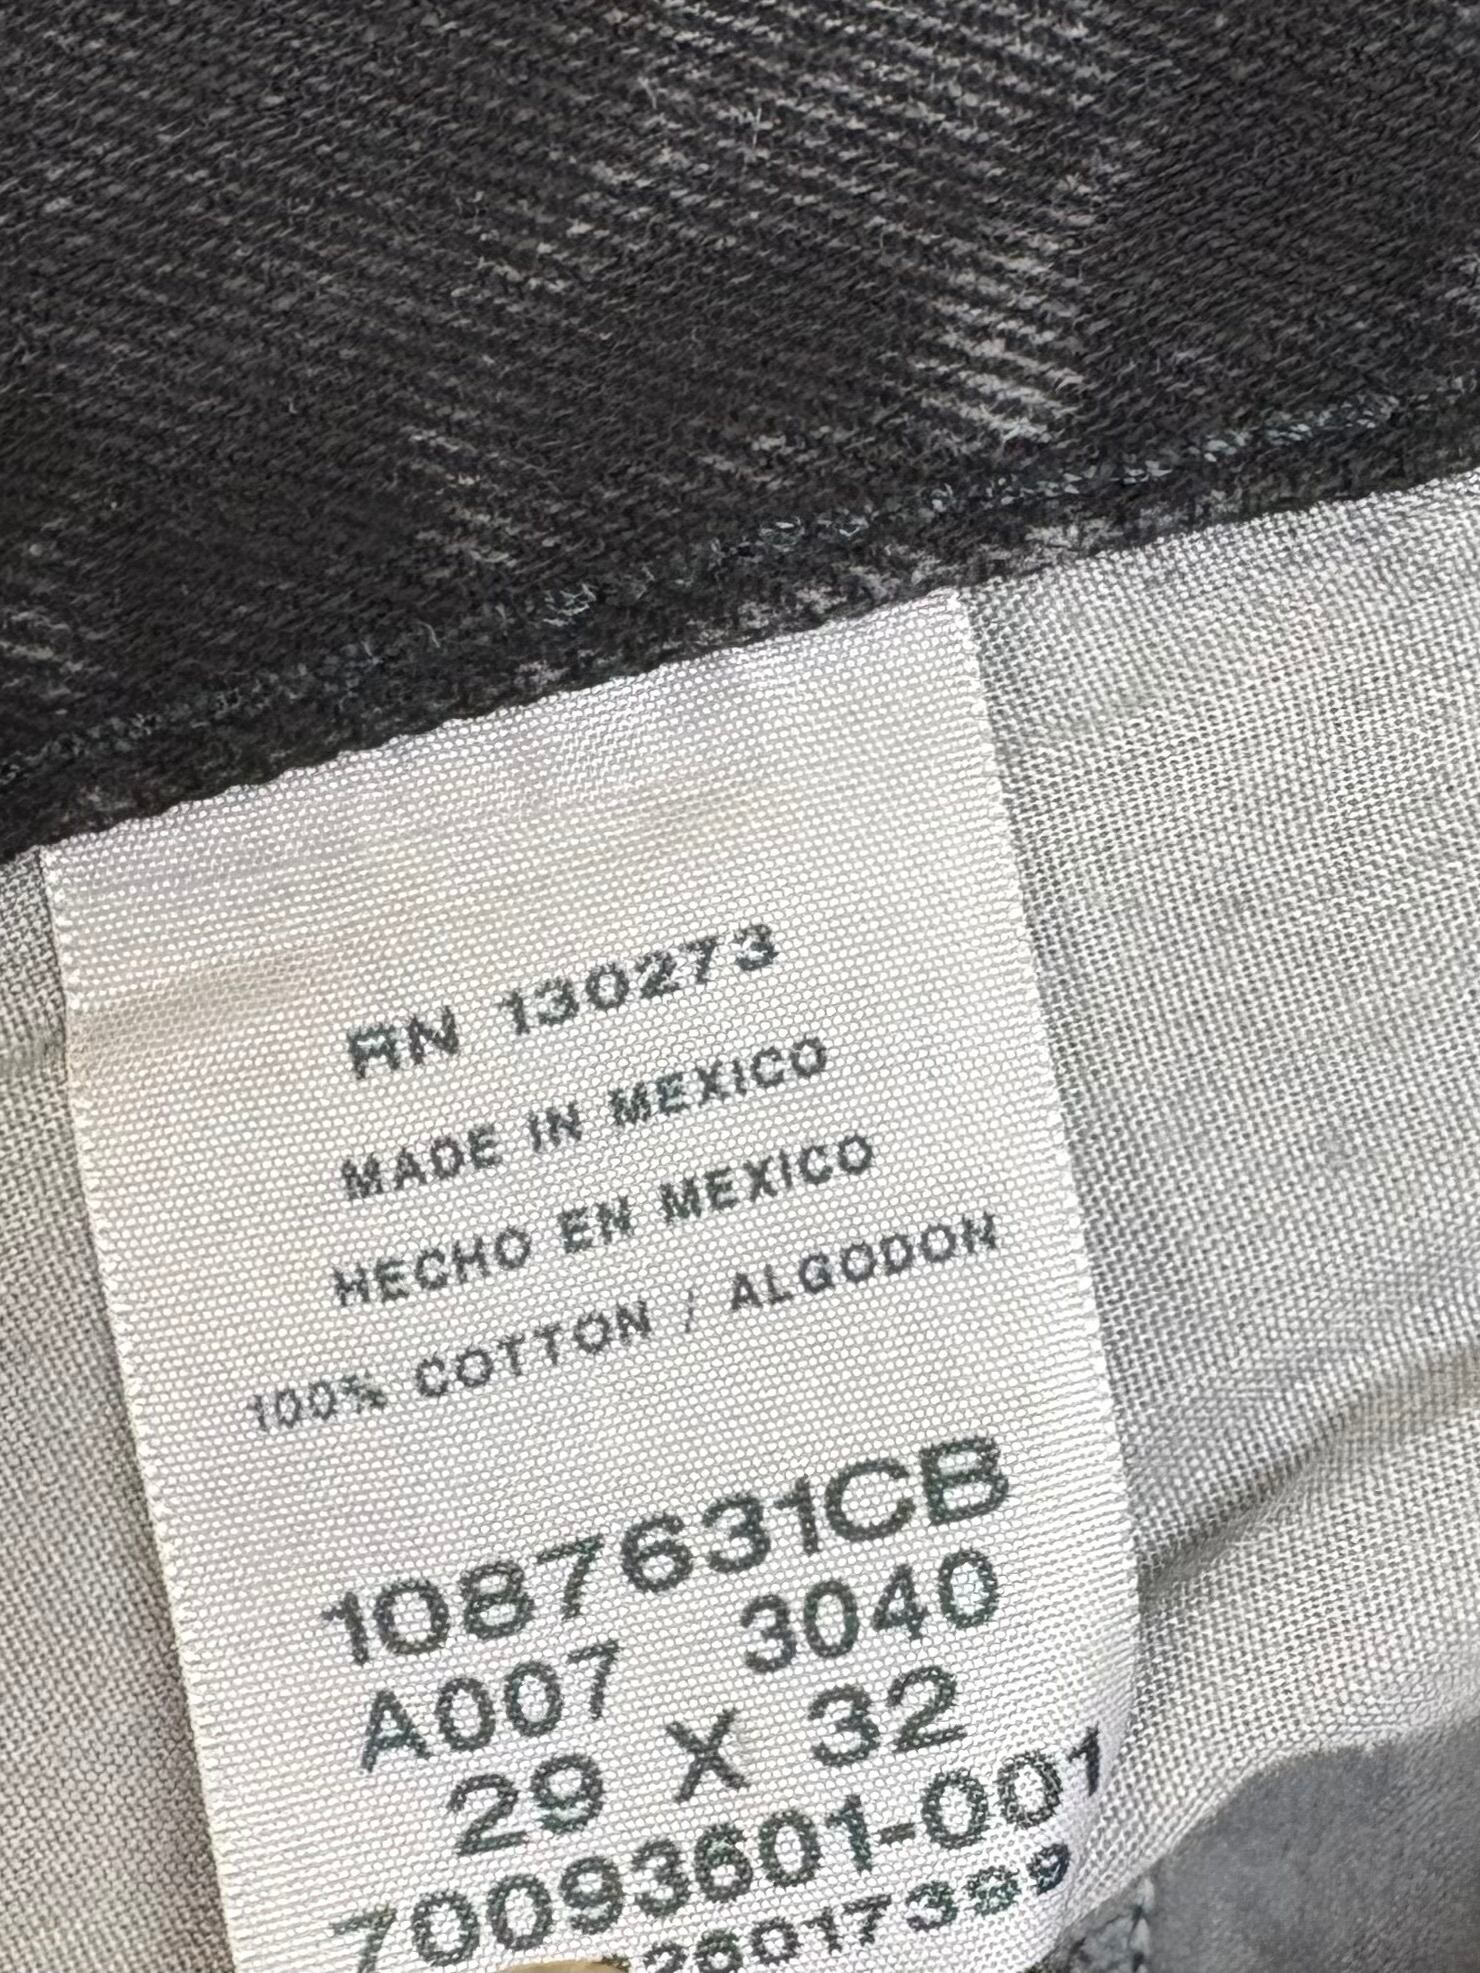 RN 130273
MADE IN MEXICO
HECHO EN MEXICO
100% COTTON / ALGODON
1087631CB
A007 3040
29 X 32
70093601-001